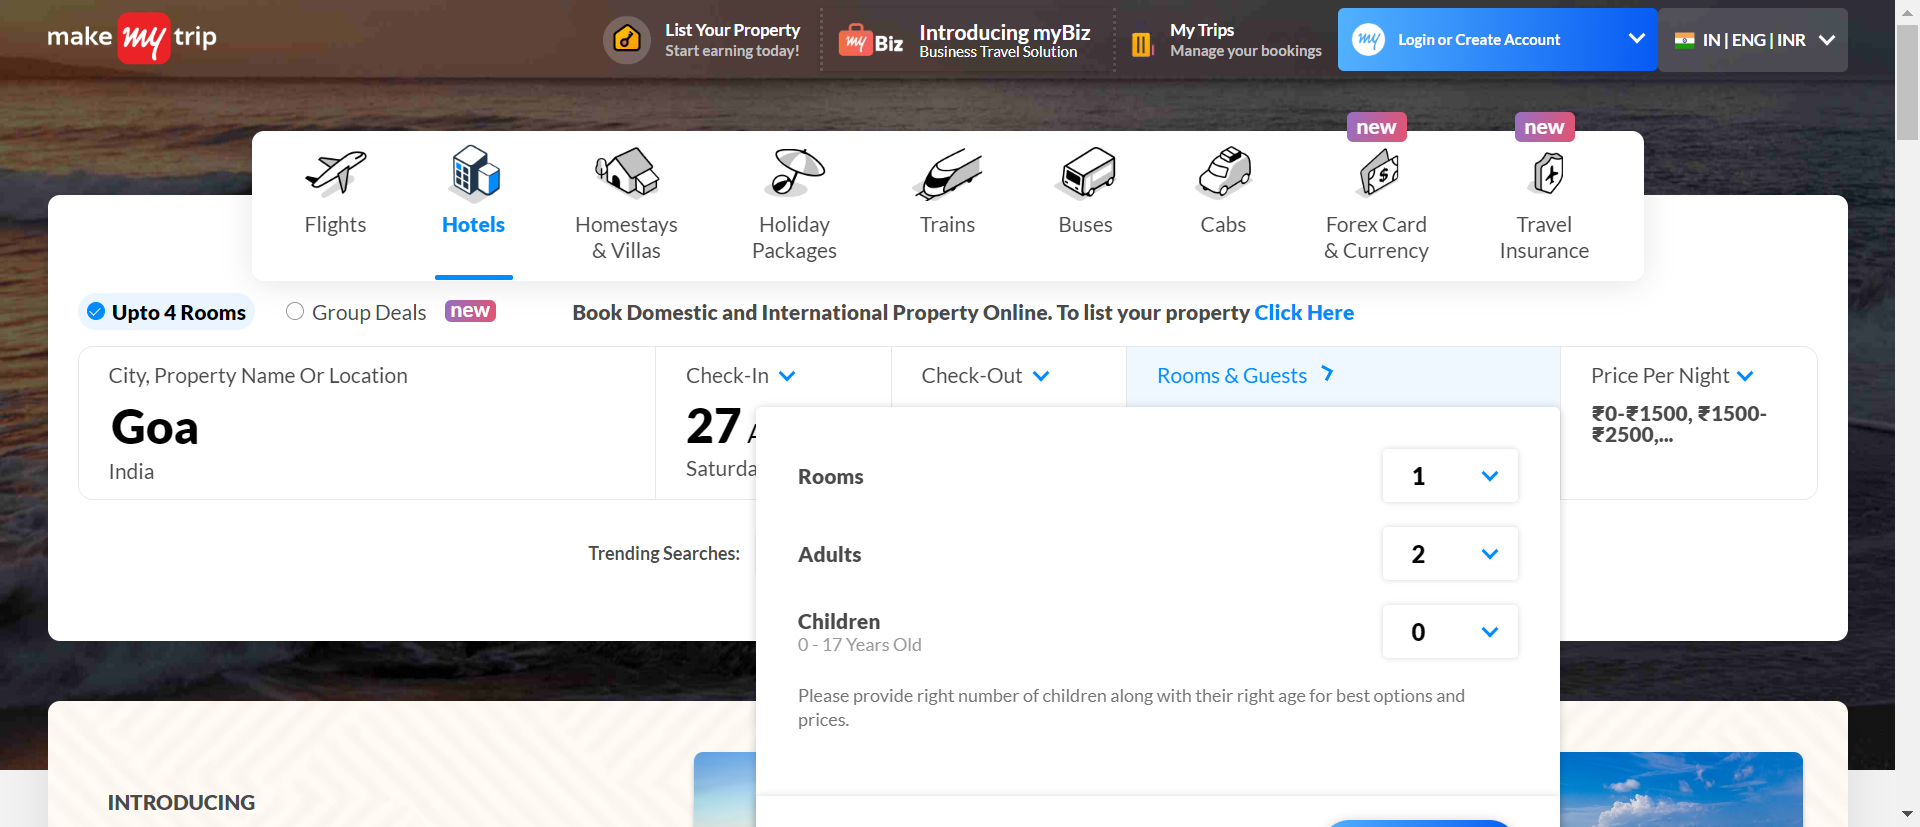 make my trip
List Your Property
Start earning today!
my Biz
Introducing myBiz
Business Travel Solution
My Trips
Manage your bookings
my
Login or Create Account
IN | ENG | INR
new
new
Flights
Hotels
Homestays
& Villas
Holiday
Packages
Trains
Buses
Cabs
Forex Card
& Currency
Travel
Insurance
Upto 4 Rooms
Group Deals
new
Book Domestic and International Property Online. To list your property Click Here
City, Property Name Or Location
Goa
India
Check-In
27 A
Saturda
Check-Out
Rooms & Guests
Price Per Night
₹0-₹1500, ₹1500-
₹2500,...
Rooms
1
Adults
2
Children
0 - 17 Years Old
0
Please provide right number of children along with their right age for best options and
prices.
Trending Searches:
INTRODUCING